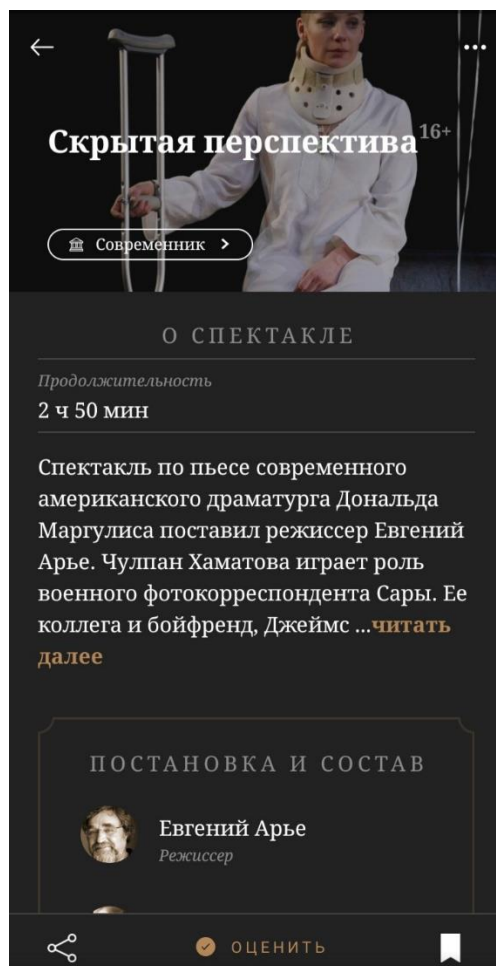 Скрытая перспектива 16+
Современник
О СПЕКТАКЛЕ
Продолжительность
2 ч 50 мин
Спектакль по пьесе современного
американского драматурга Дональда
Маргулиса поставил режиссер Евгений
Арье. Чулпан Хаматова играет роль
военного фотокорреспондента Сары. Ее
коллега и бойфренд, Джеймс ...читать
далее
ПОСТАНОВКА И СОСТАВ
Евгений Арье
Режиссер
ОЦЕНИТЬ